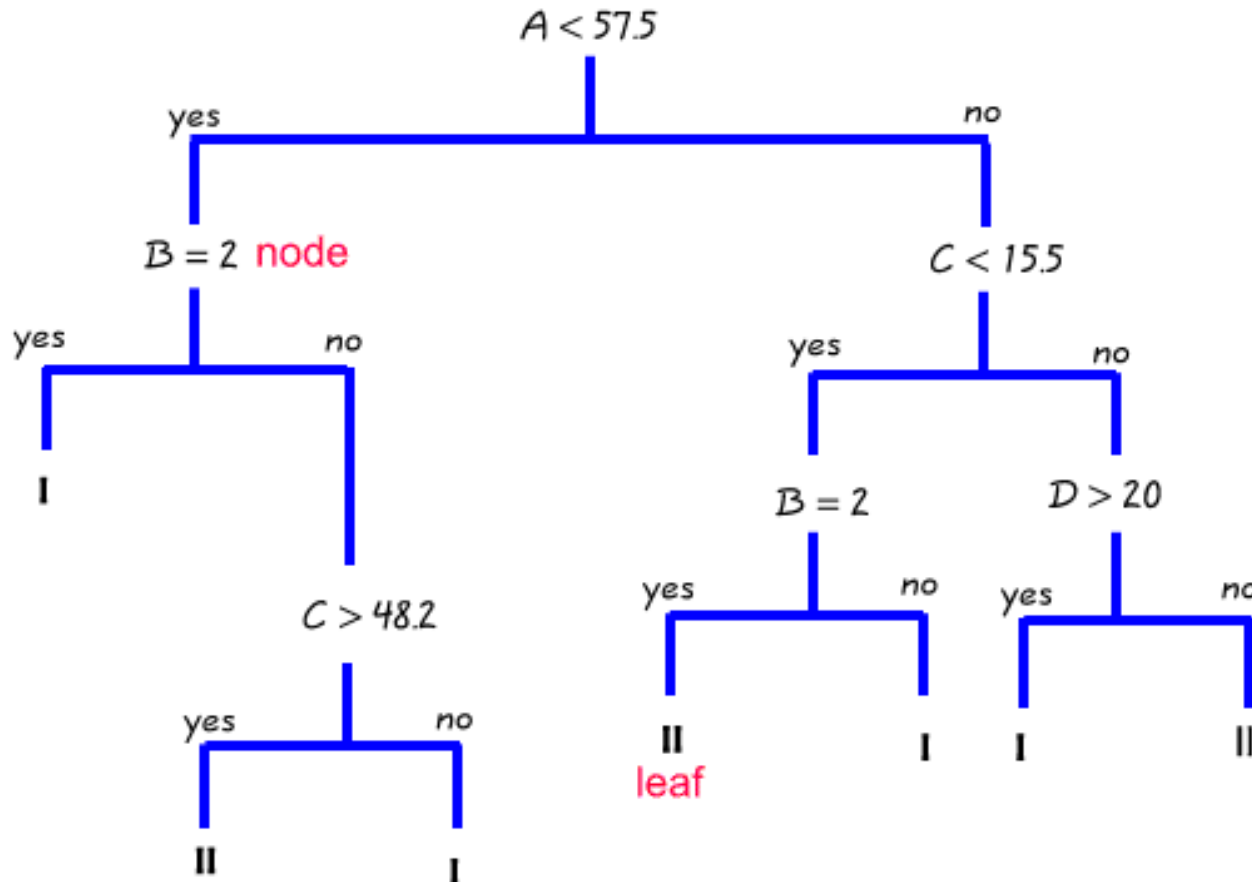 A < 57.5
yes
no
B = 2 node
C < 15.5
yes
no
yes
no
I
B = 2
D > 20
C > 48.2
yes
no
yes
no
yes
no
II
I
I
II
leaf
II
I